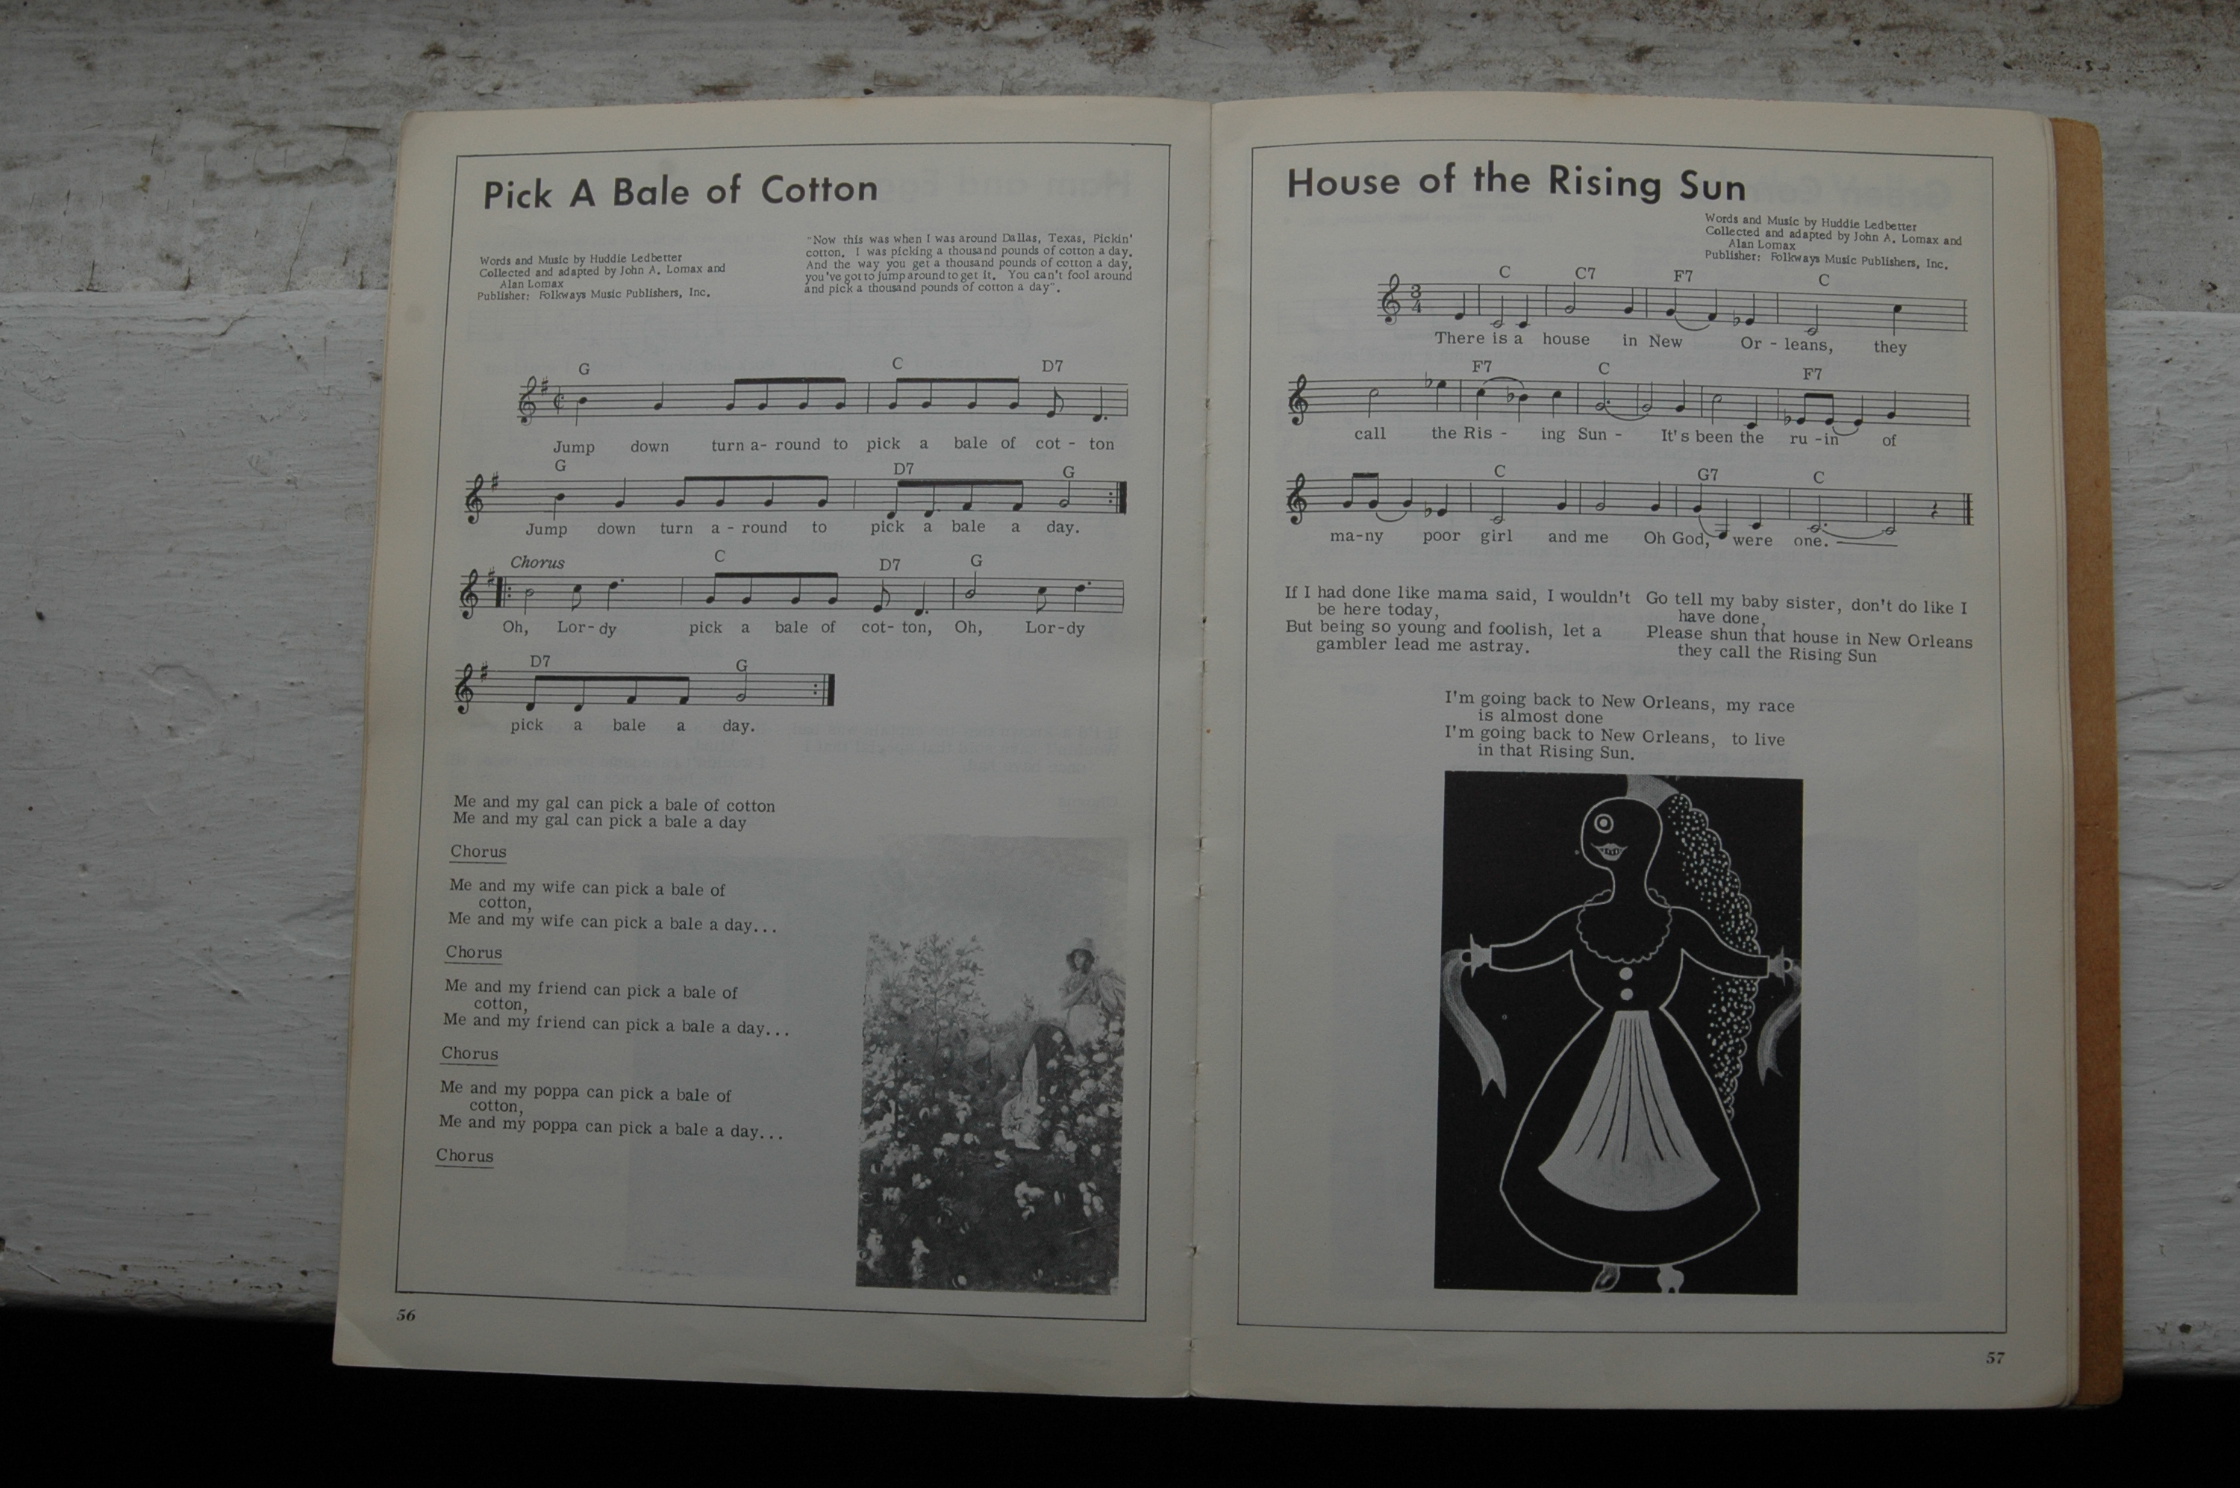 Pick A Bale of Cotton
Words and Music by Huddie Ledbetter
Collected and adapted by John A. Lomax and
Alan Lomax
Publisher: Folkways Music Publishers, Inc.
"Now this was when I was around Dallas, Texas, Pickin'
cotton. I was picking a thousand pounds of cotton a day.
And the way you get a thousand pounds of cotton a day,
you've got to jump around to get it. You can't fool around
and pick a thousand pounds of cotton a day".
G C D7
Jump down turn a- round to pick a bale of cot - ton
G D7 G
Jump down turn a - round to pick a bale a day.
Chorus C D7 G
Oh, Lor-dy pick a bale of cot- ton, Oh, Lor-dy
D7 G
pick a bale a day.
Me and my gal can pick a bale of cotton
Me and my gal can pick a bale a day
Chorus
Me and my wife can pick a bale of
cotton,
Me and my wife can pick a bale a day...
Chorus
Me and my friend can pick a bale of
cotton,
Me and my friend can pick a bale a day...
Chorus
Me and my poppa can pick a bale of
cotton,
Me and my poppa can pick a bale a day...
Chorus
56
House of the Rising Sun
Words and Music by Huddie Ledbetter
Collected and adapted by John A. Lomax and
Alan Lomax
Publisher: Folkways Music Publishers, Inc.
C C7 F7 C
3
4
There is a house in New Or - leans, they
F7 C F7
call the Ris - ing Sun - It's been the ru -in of
C G7 C
ma-ny poor girl and me Oh God, were one.
If I had done like mama said, I wouldn't
be here today,
But being so young and foolish, let a
gambler lead me astray.
Go tell my baby sister, don't do like I
have done,
Please shun that house in New Orleans
they call the Rising Sun
I'm going back to New Orleans, my race
is almost done
I'm going back to New Orleans, to live
in that Rising Sun.
57